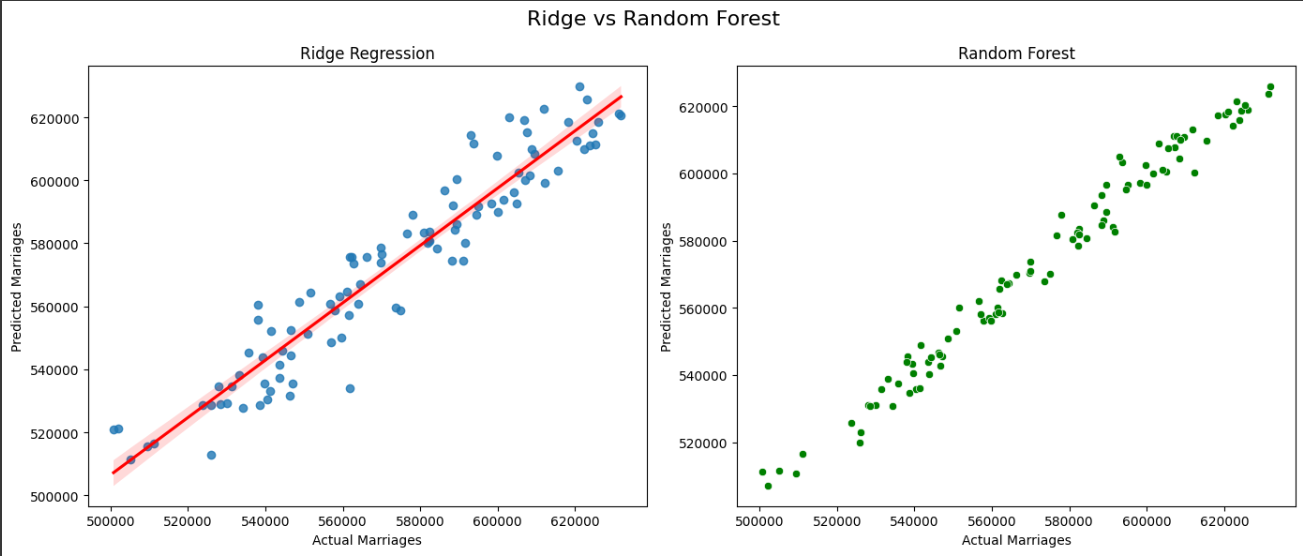 Ridge vs Random Forest
Ridge Regression
Predicted Marriages
620000
600000
580000
560000
540000
520000
500000
500000 520000 540000 560000 580000 600000 620000
Actual Marriages
Random Forest
Predicted Marriages
620000
600000
580000
560000
540000
520000
500000 520000 540000 560000 580000 600000 620000
Actual Marriages